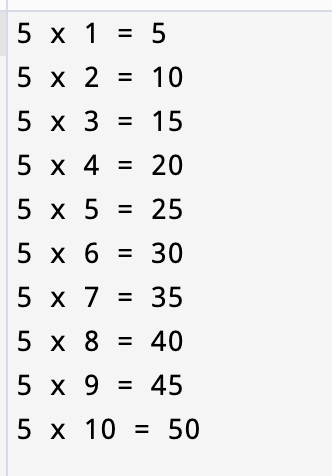 5 x 1 = 5
5 x 2 = 10
5 x 3 = 15
5 x 4 = 20
5 x 5 = 25
5 x 6 = 30
5 x 7 = 35
5 x 8 = 40
5 x 9 = 45
5 x 10 = 50